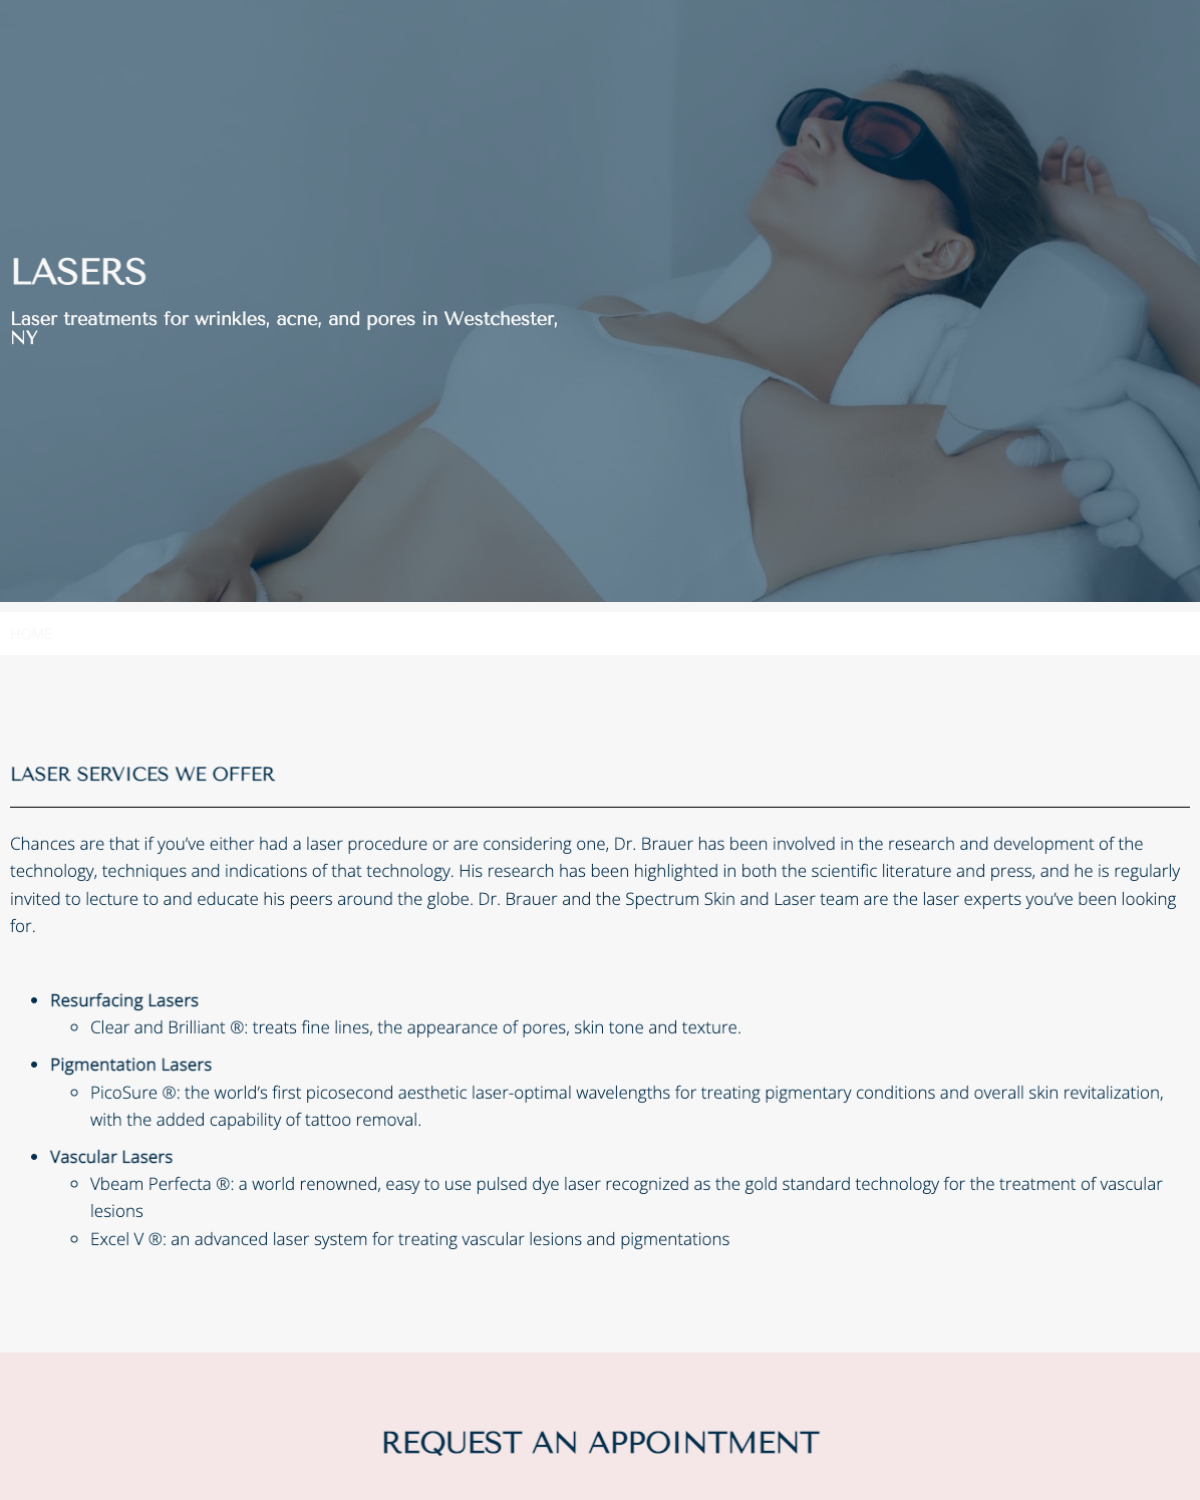 LASERS
Laser treatments for wrinkles, acne, and pores in Westchester,
NY
HOME
LASER SERVICES WE OFFER
Chances are that if you’ve either had a laser procedure or are considering one, Dr. Brauer has been involved in the research and development of the
technology, techniques and indications of that technology. His research has been highlighted in both the scientific literature and press, and he is regularly
invited to lecture to and educate his peers around the globe. Dr. Brauer and the Spectrum Skin and Laser team are the laser experts you’ve been looking
for.
• Resurfacing Lasers
◦ Clear and Brilliant ®: treats fine lines, the appearance of pores, skin tone and texture.
• Pigmentation Lasers
◦ PicoSure ®: the world’s first picosecond aesthetic laser-optimal wavelengths for treating pigmentary conditions and overall skin revitalization,
with the added capability of tattoo removal.
• Vascular Lasers
◦ Vbeam Perfecta ®: a world renowned, easy to use pulsed dye laser recognized as the gold standard technology for the treatment of vascular
lesions
◦ Excel V ®: an advanced laser system for treating vascular lesions and pigmentations
REQUEST AN APPOINTMENT